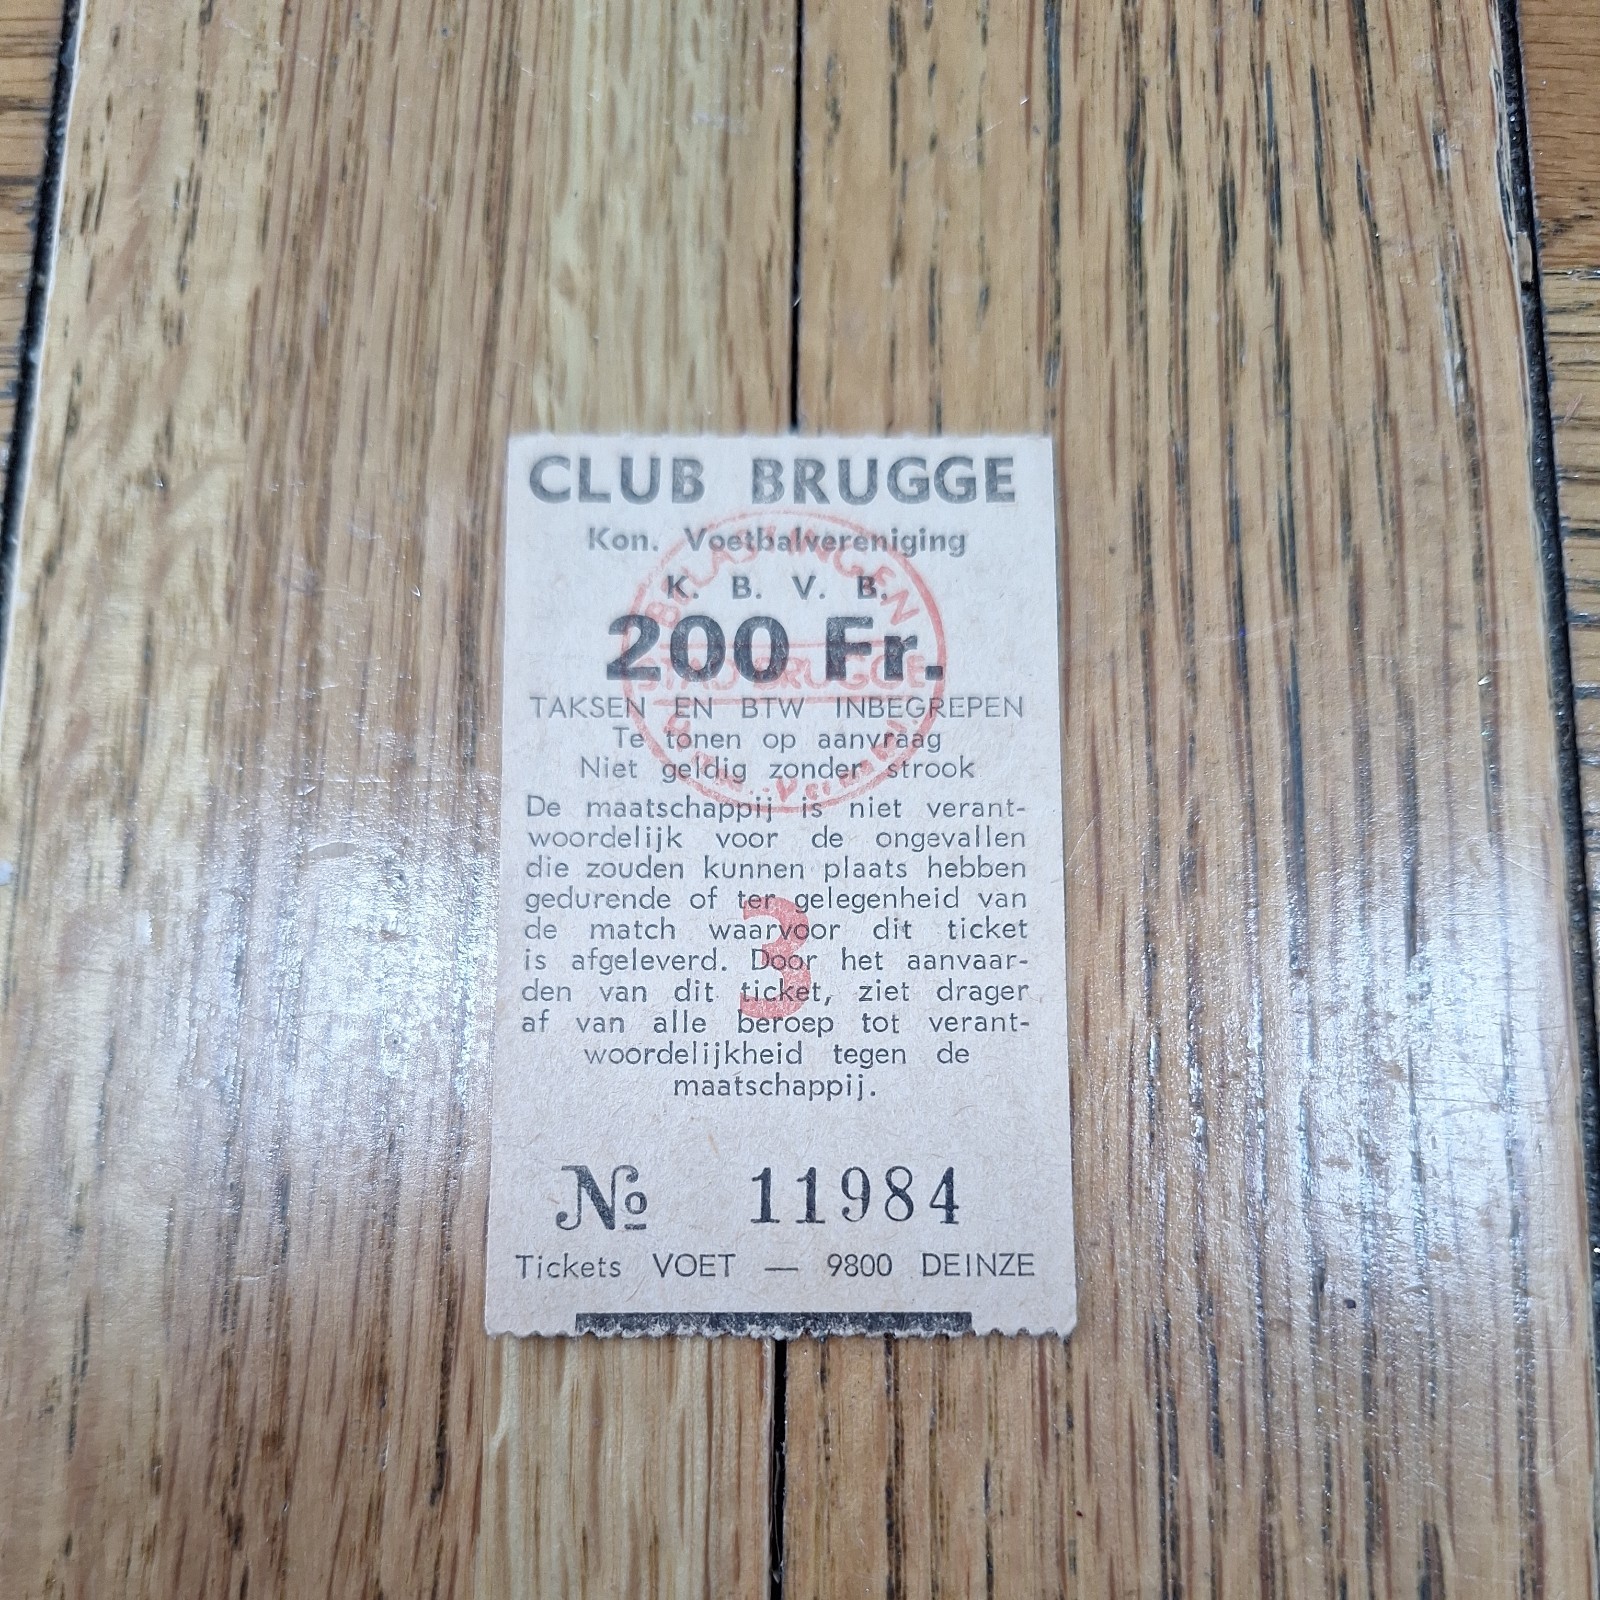 CLUB BRUGGE
Kon. Voetbalvereniging
K. B. V. B.
200 Fr.
BELASTINGEN
STAD BRUGGE
TAKSEN EN BTW INBEGREPEN
Te tonen op aanvraag
Niet geldig zonder strook
De maatschappij is niet verant-
woordelijk voor de ongevallen
die zouden kunnen plaats hebben
gedurende of ter gelegenheid van
de match waarvoor dit ticket
is afgeleverd. Door het aanvaar-
den van dit ticket, ziet drager
af van alle beroep tot verant-
woordelijkheid tegen de
maatschappij.
3
No 11984
Tickets VOET — 9800 DEINZE